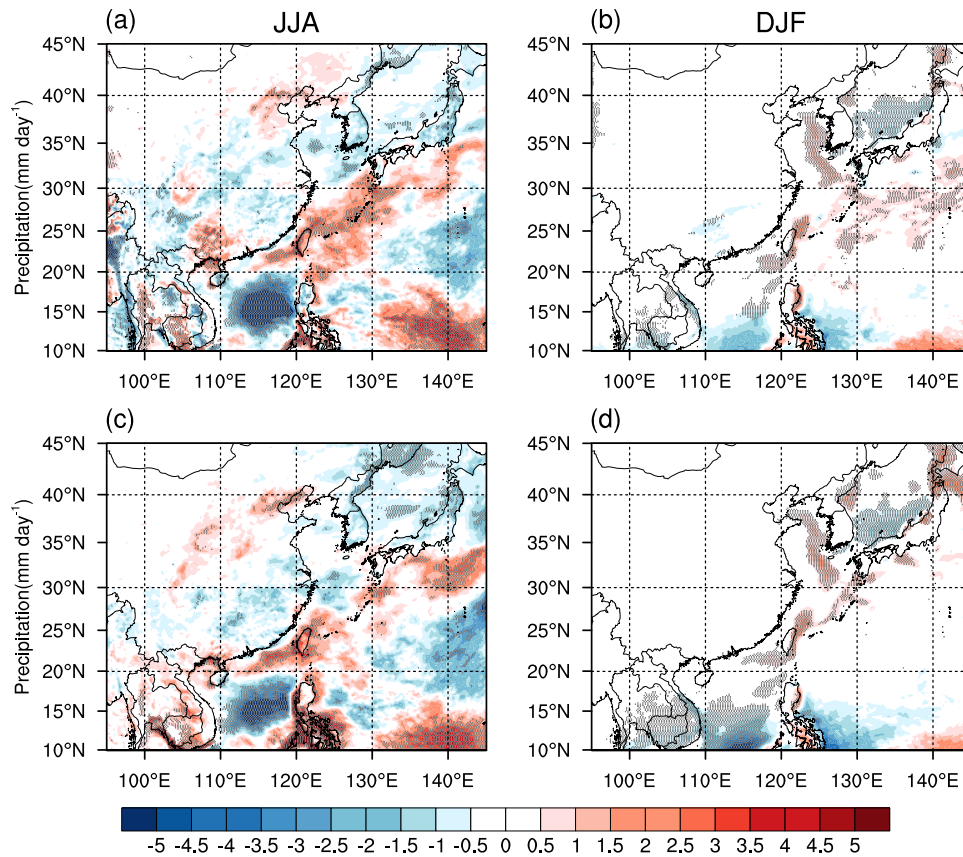 (a) JJA (b) DJF
45°N 45°N
40°N 40°N
35°N 35°N
30°N 30°N
25°N 25°N
20°N 20°N
15°N 15°N
10°N 10°N
Precipitation(mm day⁻¹)
100°E 110°E 120°E 130°E 140°E 100°E 110°E 120°E 130°E 140°E
(c) (d)
45°N 45°N
40°N 40°N
35°N 35°N
30°N 30°N
25°N 25°N
20°N 20°N
15°N 15°N
10°N 10°N
Precipitation(mm day⁻¹)
100°E 110°E 120°E 130°E 140°E 100°E 110°E 120°E 130°E 140°E
-5 -4.5 -4 -3.5 -3 -2.5 -2 -1.5 -1 -0.5 0 0.5 1 1.5 2 2.5 3 3.5 4 4.5 5